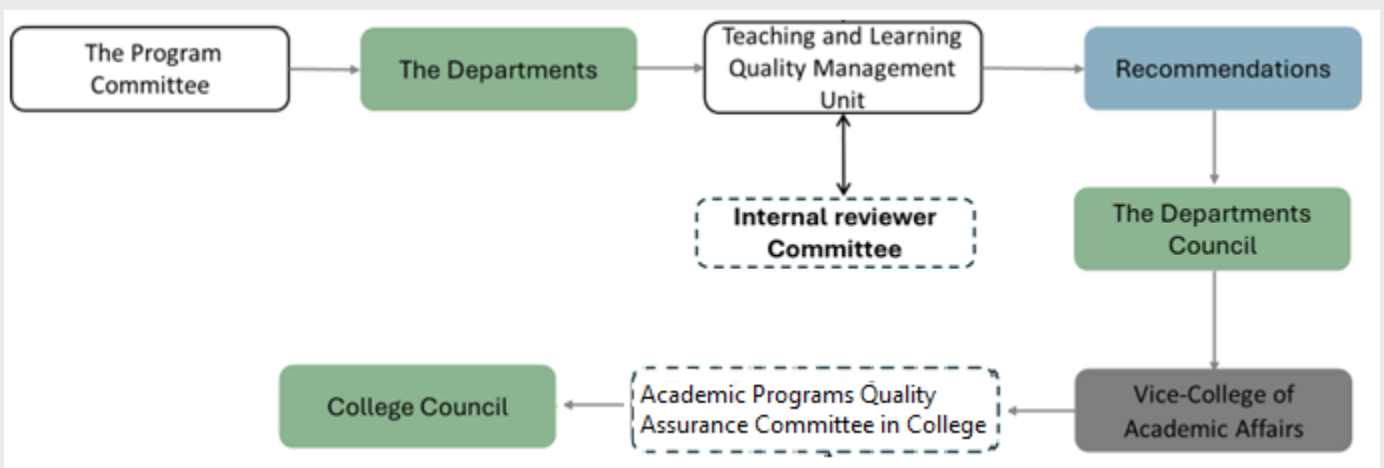 The Program
Committee
The Departments
Teaching and Learning
Quality Management
Unit
Recommendations
Internal reviewer
Committee
The Departments
Council
College Council
Academic Programs Quality
Assurance Committee in College
Vice-College of
Academic Affairs